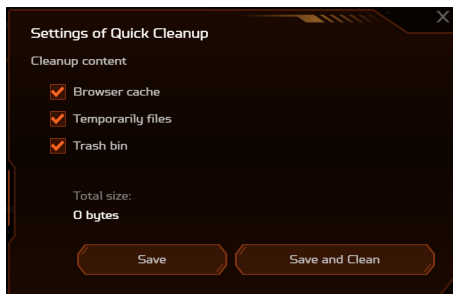 Settings of Quick Cleanup
Cleanup content
Browser cache
Temporarily files
Trash bin
Total size:
0 bytes
Save
Save and Clean